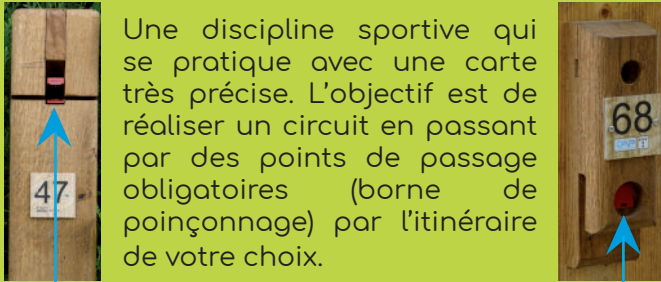 Une discipline sportive qui
se pratique avec une carte
très précise. L'objectif est de
réaliser un circuit en passant
par des points de passage
obligatoires (borne de
poinçonnage) par l'itinéraire
de votre choix.
47
68